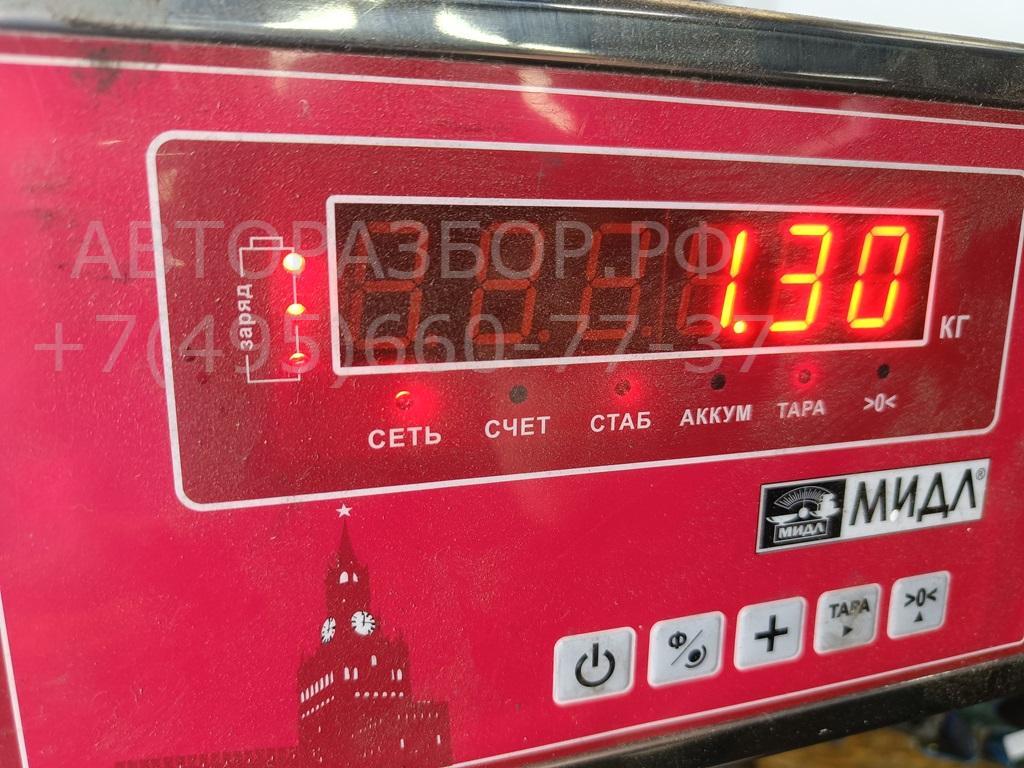 АВТОРАЗБОР.РФ
+7(495)660-77-37
заряд
1.30
КГ
СЕТЬ СЧЕТ СТАБ АККУМ ТАРА >0<
МИДЛ МИДЛ®
Ф ТАРА >0<